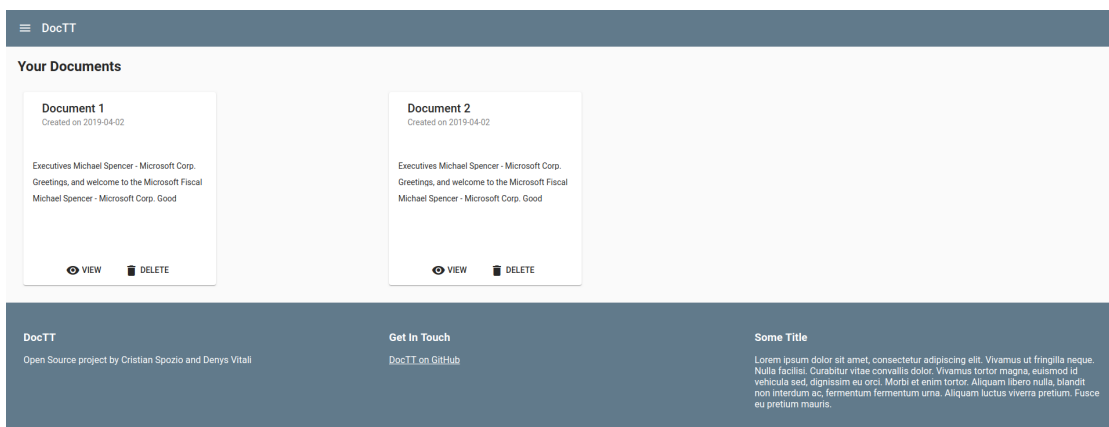 DocTT
Your Documents
Document 1
Created on 2019-04-02
Executives Michael Spencer - Microsoft Corp.
Greetings, and welcome to the Microsoft Fiscal
Michael Spencer - Microsoft Corp. Good
VIEW DELETE
Document 2
Created on 2019-04-02
Executives Michael Spencer - Microsoft Corp.
Greetings, and welcome to the Microsoft Fiscal
Michael Spencer - Microsoft Corp. Good
VIEW DELETE
DocTT
Open Source project by Cristian Spozio and Denys Vitali
Get In Touch
DocTT on GitHub
Some Title
Lorem ipsum dolor sit amet, consectetur adipiscing elit. Vivamus ut fringilla neque.
Nulla facilisi. Curabitur vitae convallis dolor. Vivamus tortor magna, euismod id
vehicula sed, dignissim eu orci. Morbi et enim tortor. Aliquam libero nulla, blandit
non interdum ac, fermentum fermentum urna. Aliquam luctus viverra pretium. Fusce
eu pretium mauris.